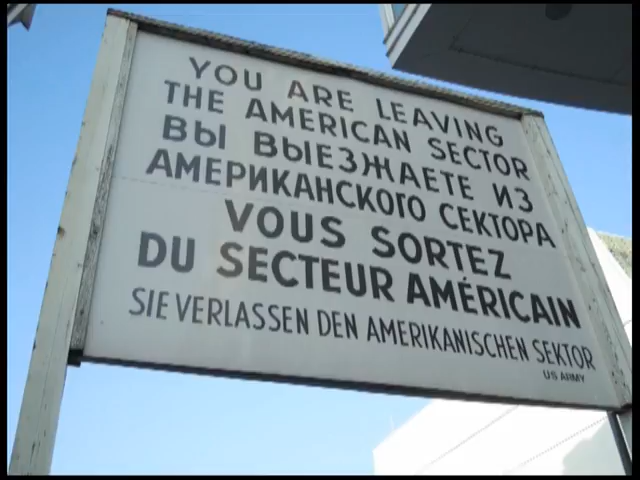 YOU ARE LEAVING
THE AMERICAN SECTOR
ВЫ ВЫЕЗЖАЕТЕ ИЗ
АМЕРИКАНСКОГО СЕКТОРА
VOUS SORTEZ
DU SECTEUR AMÉRICAIN
SIE VERLASSEN DEN AMERIKANISCHEN SEKTOR
US ARMY